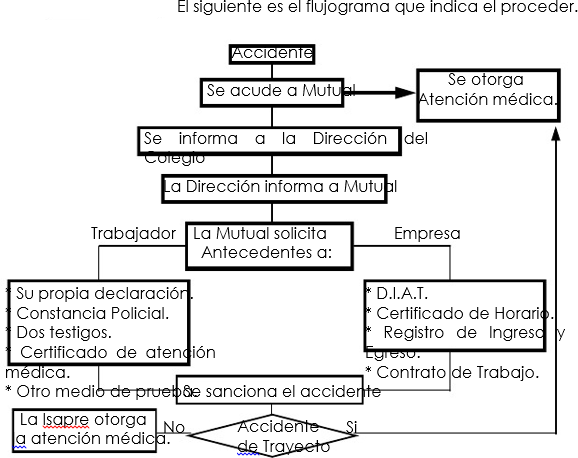 El siguiente es el flujograma que indica el proceder.
Accidente
Se acude a Mutual
Se otorga
Atención médica.
Se informa a la Dirección del
Colegio
La Dirección informa a Mutual
Trabajador
La Mutual solicita
Antecedentes a:
Empresa
* Su propia declaración.
* Constancia Policial.
* Dos testigos.
* Certificado de atención
médica.
* Otro medio de prueba.
* D.I.A.T.
* Certificado de Horario.
* Registro de Ingreso y
Egreso.
* Contrato de Trabajo.
Se sanciona el accidente
La Isapre otorga
la atención médica.
No
Accidente
de Trayecto
Si